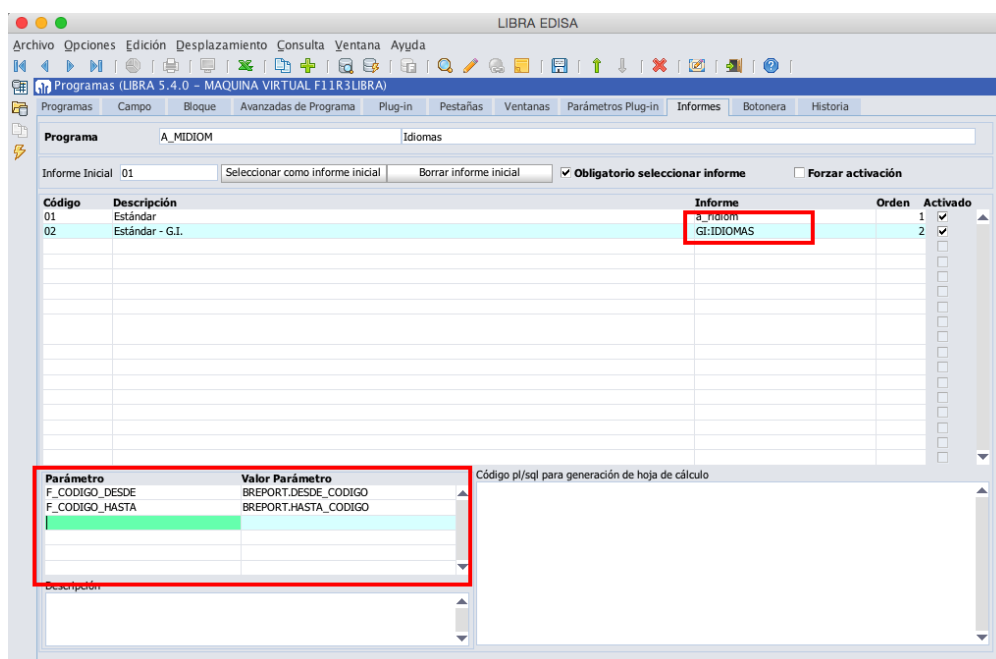 LIBRA EDISA
Archivo Opciones Edición Desplazamiento Consulta Ventana Ayuda
Programas (LIBRA 5.4.0 - MAQUINA VIRTUAL F11R3LIBRA)
Programas Campo Bloque Avanzadas de Programa Plug-in Pestañas Ventanas Parámetros Plug-in Informes Botonera Historia
Programa A_MIDIOM Idiomas
Informe Inicial 01 Seleccionar como informe inicial Borrar informe inicial Obligatorio seleccionar informe Forzar activación
Código Descripción Informe Orden Activado
01 Estándar a_ridiom 1
02 Estándar - G.I. GI:IDIOMAS 2
Código pl/sql para generación de hoja de cálculo
Parámetro Valor Parámetro
F_CODIGO_DESDE BREPORT.DESDE_CODIGO
F_CODIGO_HASTA BREPORT.HASTA_CODIGO
Descripción